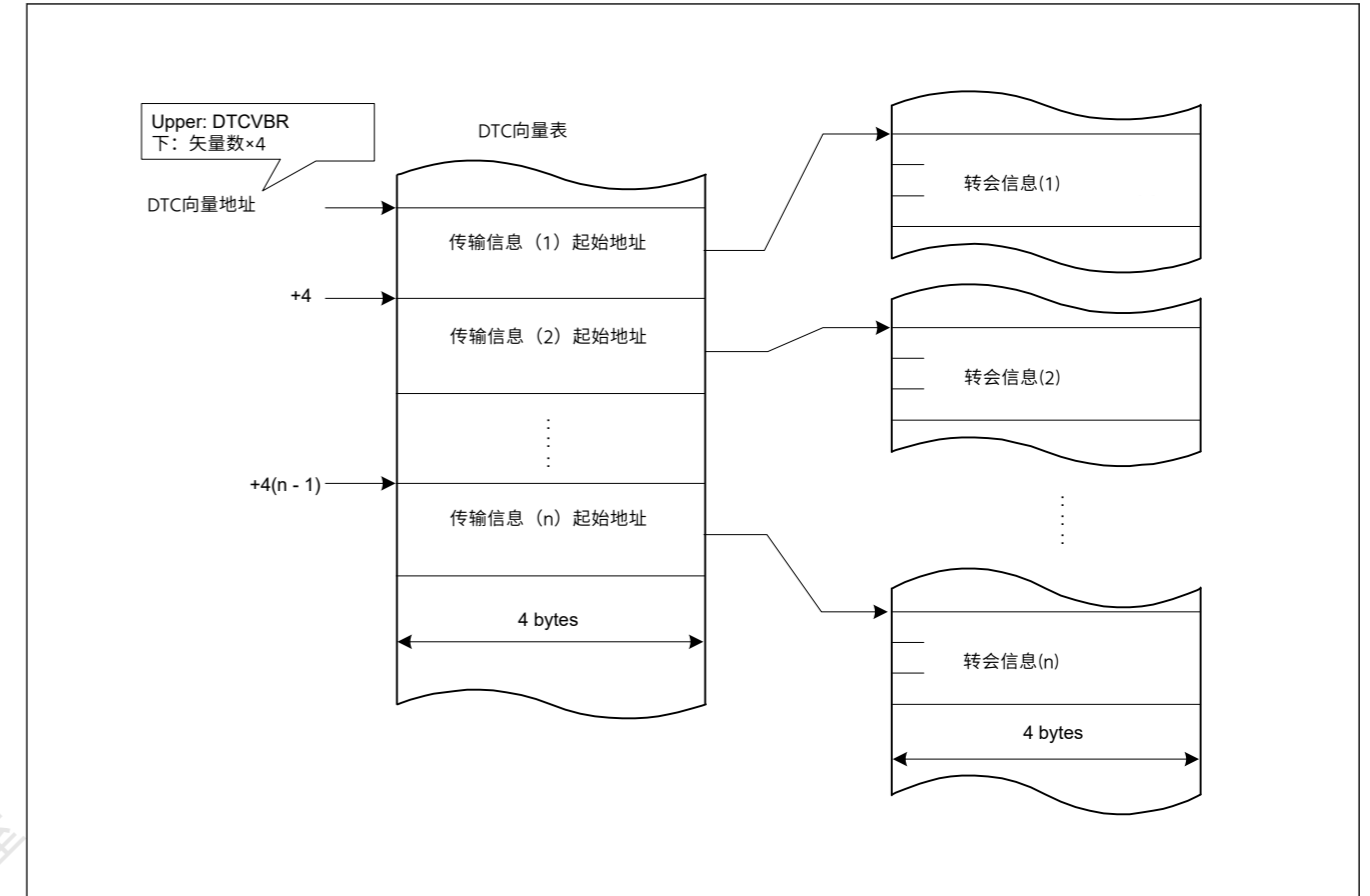 Upper: DTCVBR
下：矢量数×4
DTC向量表
DTC向量地址
传输信息（1）起始地址
+4
传输信息（2）起始地址
+4(n - 1)
传输信息（n）起始地址
4 bytes
转会信息(1)
转会信息(2)
转会信息(n)
4 bytes